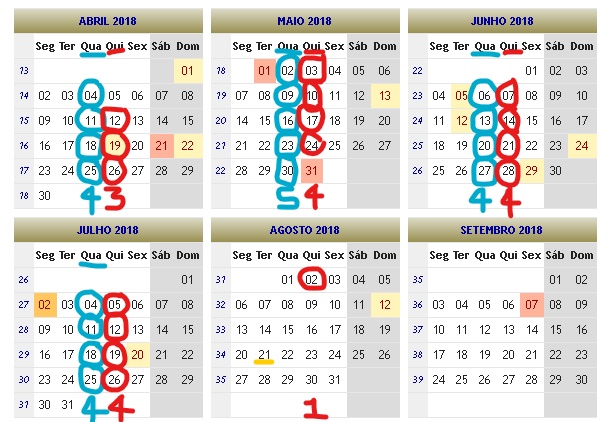 ABRIL 2018
Seg Ter Qua Qui Sex Sáb Dom
13 01
14 02 03 04 05 06 07 08
15 09 10 11 12 13 14 15
16 16 17 18 19 20 21 22
17 23 24 25 26 27 28 29
18 30
4 3
MAIO 2018
Seg Ter Qua Qui Sex Sáb Dom
18 01 02 03 04 05 06
19 07 08 09 10 11 12 13
20 14 15 16 17 18 19 20
21 21 22 23 24 25 26 27
22 28 29 30 31
5 4
JUNHO 2018
Seg Ter Qua Qui Sex Sáb Dom
22 01 02 03
23 04 05 06 07 08 09 10
24 11 12 13 14 15 16 17
25 18 19 20 21 22 23 24
26 25 26 27 28 29 30
4 4
JULHO 2018
Seg Ter Qua Qui Sex Sáb Dom
26 01
27 02 03 04 05 06 07 08
28 09 10 11 12 13 14 15
29 16 17 18 19 20 21 22
30 23 24 25 26 27 28 29
31 30 31
4 4
AGOSTO 2018
Seg Ter Qua Qui Sex Sáb Dom
31 01 02 03 04 05
32 06 07 08 09 10 11 12
33 13 14 15 16 17 18 19
34 20 21 22 23 24 25 26
35 27 28 29 30 31
1
SETEMBRO 2018
Seg Ter Qua Qui Sex Sáb Dom
35 01 02
36 03 04 05 06 07 08 09
37 10 11 12 13 14 15 16
38 17 18 19 20 21 22 23
39 24 25 26 27 28 29 30